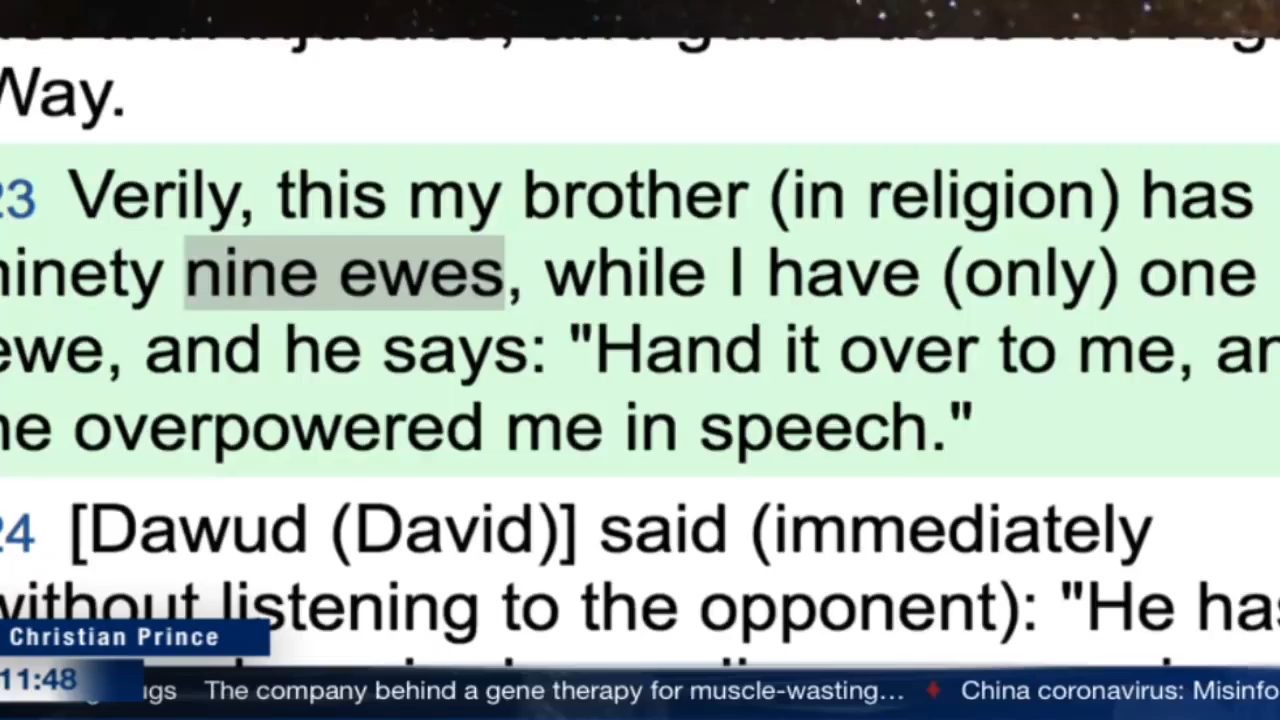 Way.
23 Verily, this my brother (in religion) has
ninety nine ewes, while I have (only) one
ewe, and he says: "Hand it over to me, an
he overpowered me in speech."
24 [Dawud (David)] said (immediately
without listening to the opponent): "He has
Christian Prince
11:48
ugs The company behind a gene therapy for muscle-wasting... ♦ China coronavirus: Misinfo